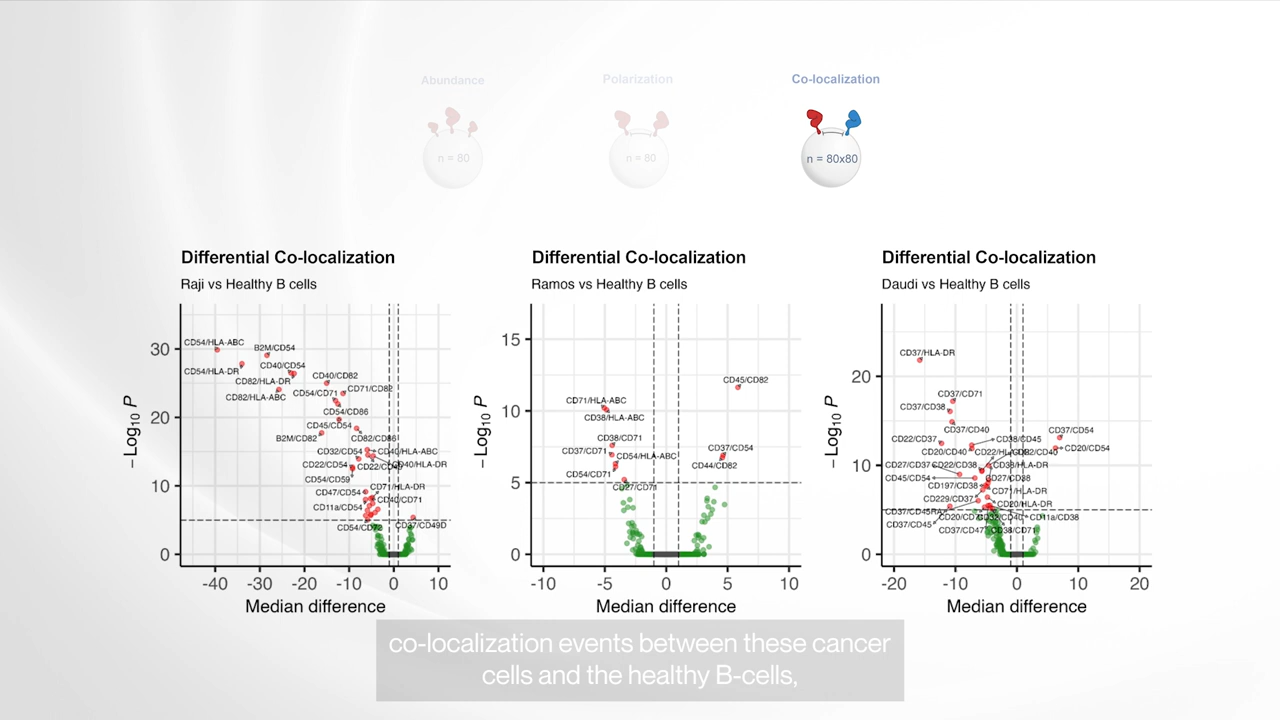 Abundance
Polarization
Co-localization
n = 80
n = 80
n = 80x80
Differential Co-localization
Raji vs Healthy B cells
CD54/HLA-ABC
B2M/CD54
CD54/HLA-DR
CD40/CD54
CD82/HLA-DR
CD40/CD82
CD82/HLA-ABC
CD54/CD71
CD71/CD82
CD54/CD86
CD45/CD54
B2M/CD82
CD82/CD86
CD32/CD54
CD40/HLA-ABC
CD22/CD54
CD40/HLA-DR
CD54/CD59
CD47/CD54
CD71/HLA-DR
CD40/CD71
CD11a/CD54
CD54/CD72
CD37/CD49D
30
20
10
0
-40
-30
-20
-10
0
10
− Log10 P
Median difference
Differential Co-localization
Ramos vs Healthy B cells
CD45/CD82
CD71/HLA-ABC
CD38/HLA-ABC
CD38/CD71
CD37/CD71
CD54/HLA-ABC
CD37/CD54
CD44/CD82
CD54/CD71
CD27/CD71
15
10
5
0
-10
-5
0
5
10
− Log10 P
Median difference
Differential Co-localization
Daudi vs Healthy B cells
CD37/HLA-DR
CD37/CD71
CD37/CD38
CD37/CD40
CD37/CD54
CD22/CD37
CD38/CD45
CD20/CD40
CD20/CD54
CD27/CD37
CD22/CD38
CD38/HLA-DR
CD45/CD54
CD27/CD38
CD197/CD38
CD71/HLA-DR
CD229/CD37
CD20/HLA-DR
CD37/CD45RA
CD11a/CD38
CD37/CD45
CD37/CD47
CD38/CD71
20
10
0
-20
-10
0
10
20
− Log10 P
Median difference
co-localization events between these cancer
cells and the healthy B-cells,